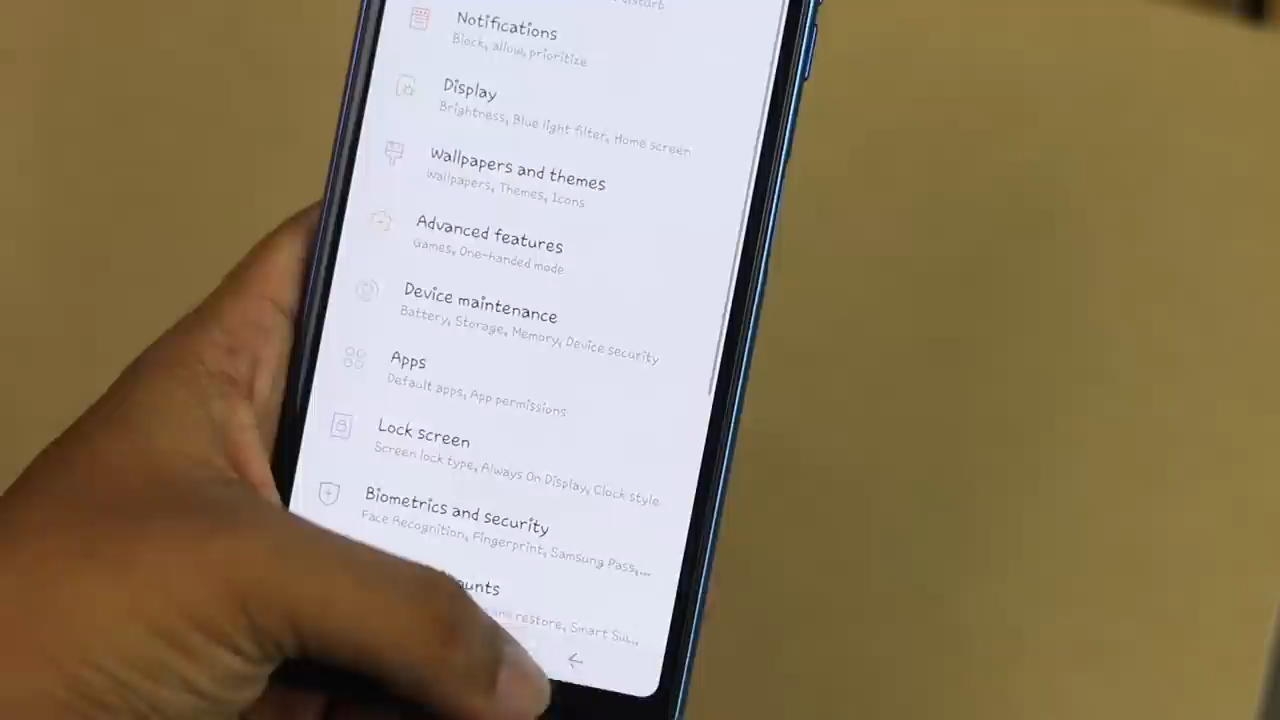 Notifications
Block, allow, prioritize
Display
Brightness, Blue light filter, Home screen
Wallpapers and themes
Wallpapers, Themes, Icons
Advanced features
Games, One-handed mode
Device maintenance
Battery, Storage, Memory, Device security
Apps
Default apps, App permissions
Lock screen
Screen lock type, Always On Display, Clock style
Biometrics and security
Face Recognition, Fingerprint, Samsung Pass,...
restore, Smart